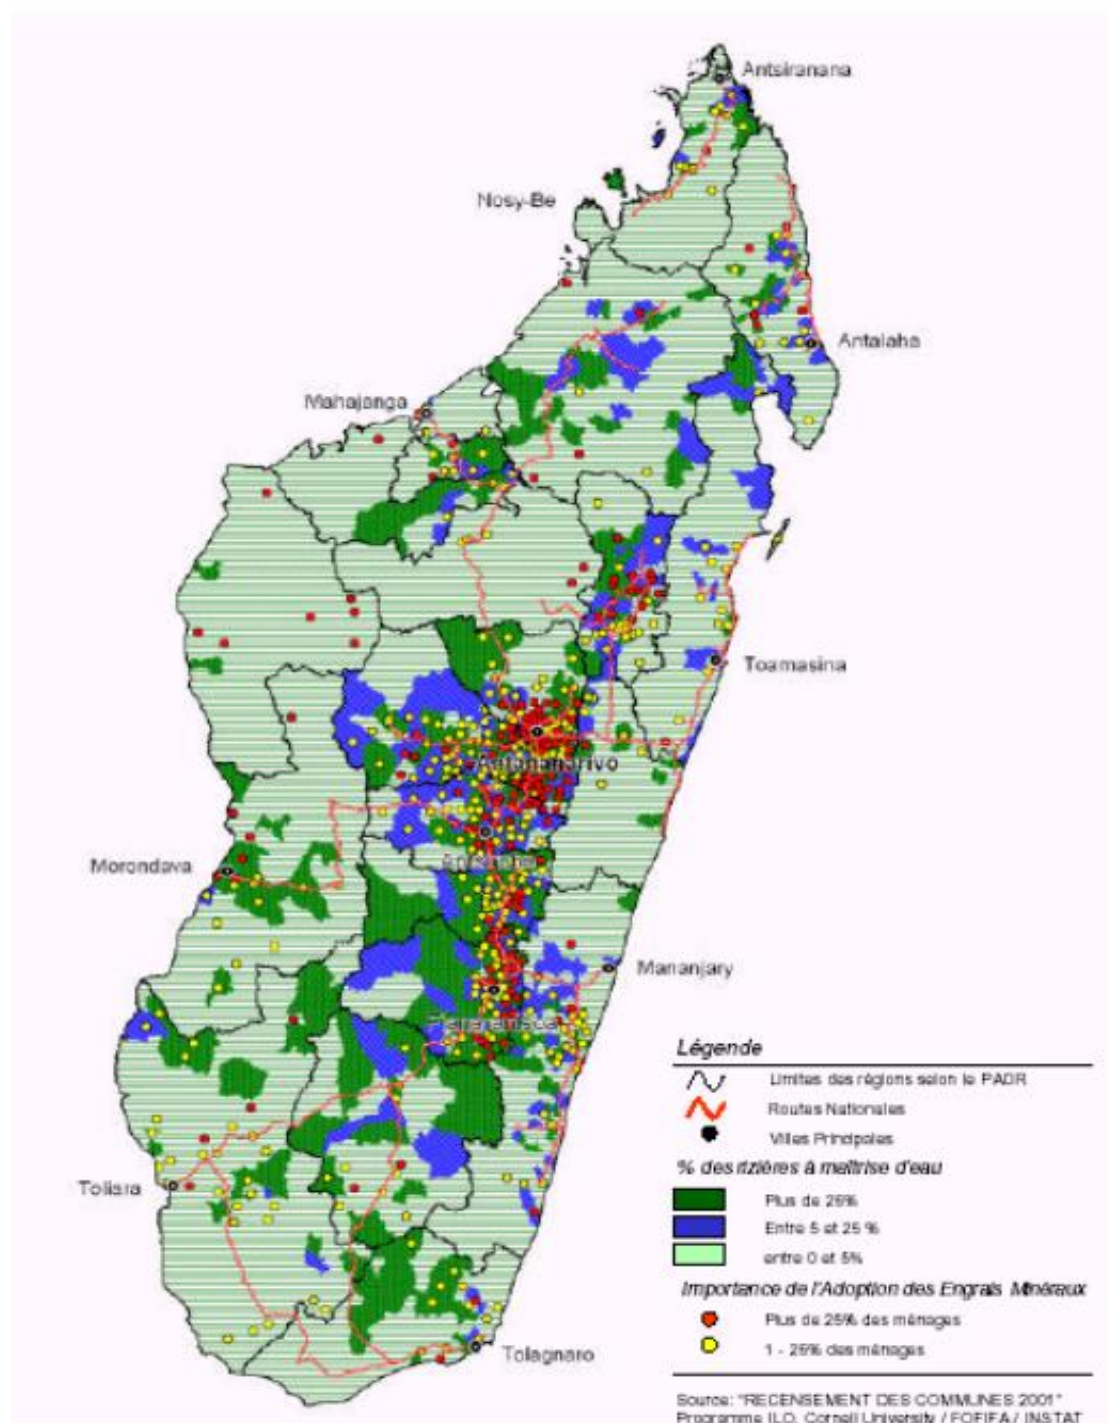 Antsiranana
Nosy-Be
Antalaha
Mahajanga
Toamasina
Antananarivo
Morondava
Mananjary
Toliara
Tolagnaro
Légende
Limites des régions selon le PADR
Routes Nationales
Villes Principales
% des rizières à maîtrise d'eau
Plus de 25%
Entre 5 et 25 %
entre 0 et 5%
Importance de l'Adoption des Engrais Minéraux
Plus de 25% des ménages
1 - 25% des ménages
Source: "RECENSEMENT DES COMMUNES 2001"
Programme ILO, Cornell University / FOFIFA / INSTAT